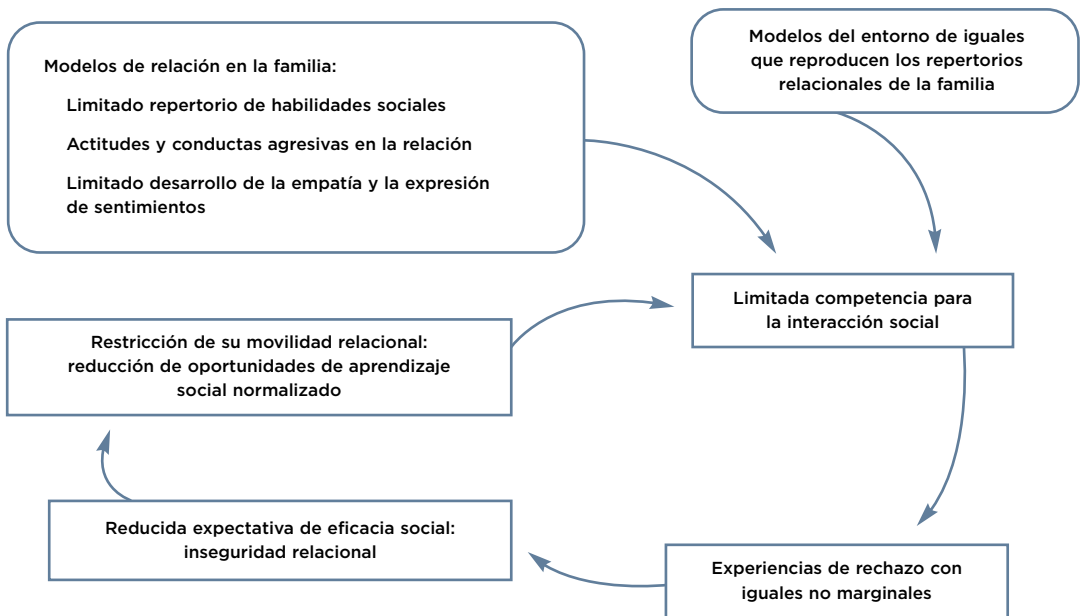 Modelos de relación en la familia:
Limitado repertorio de habilidades sociales
Actitudes y conductas agresivas en la relación
Limitado desarrollo de la empatía y la expresión
de sentimientos
Modelos del entorno de iguales
que reproducen los repertorios
relacionales de la familia
Limitada competencia para
la interacción social
Restricción de su movilidad relacional:
reducción de oportunidades de aprendizaje
social normalizado
Reducida expectativa de eficacia social:
inseguridad relacional
Experiencias de rechazo con
iguales no marginales